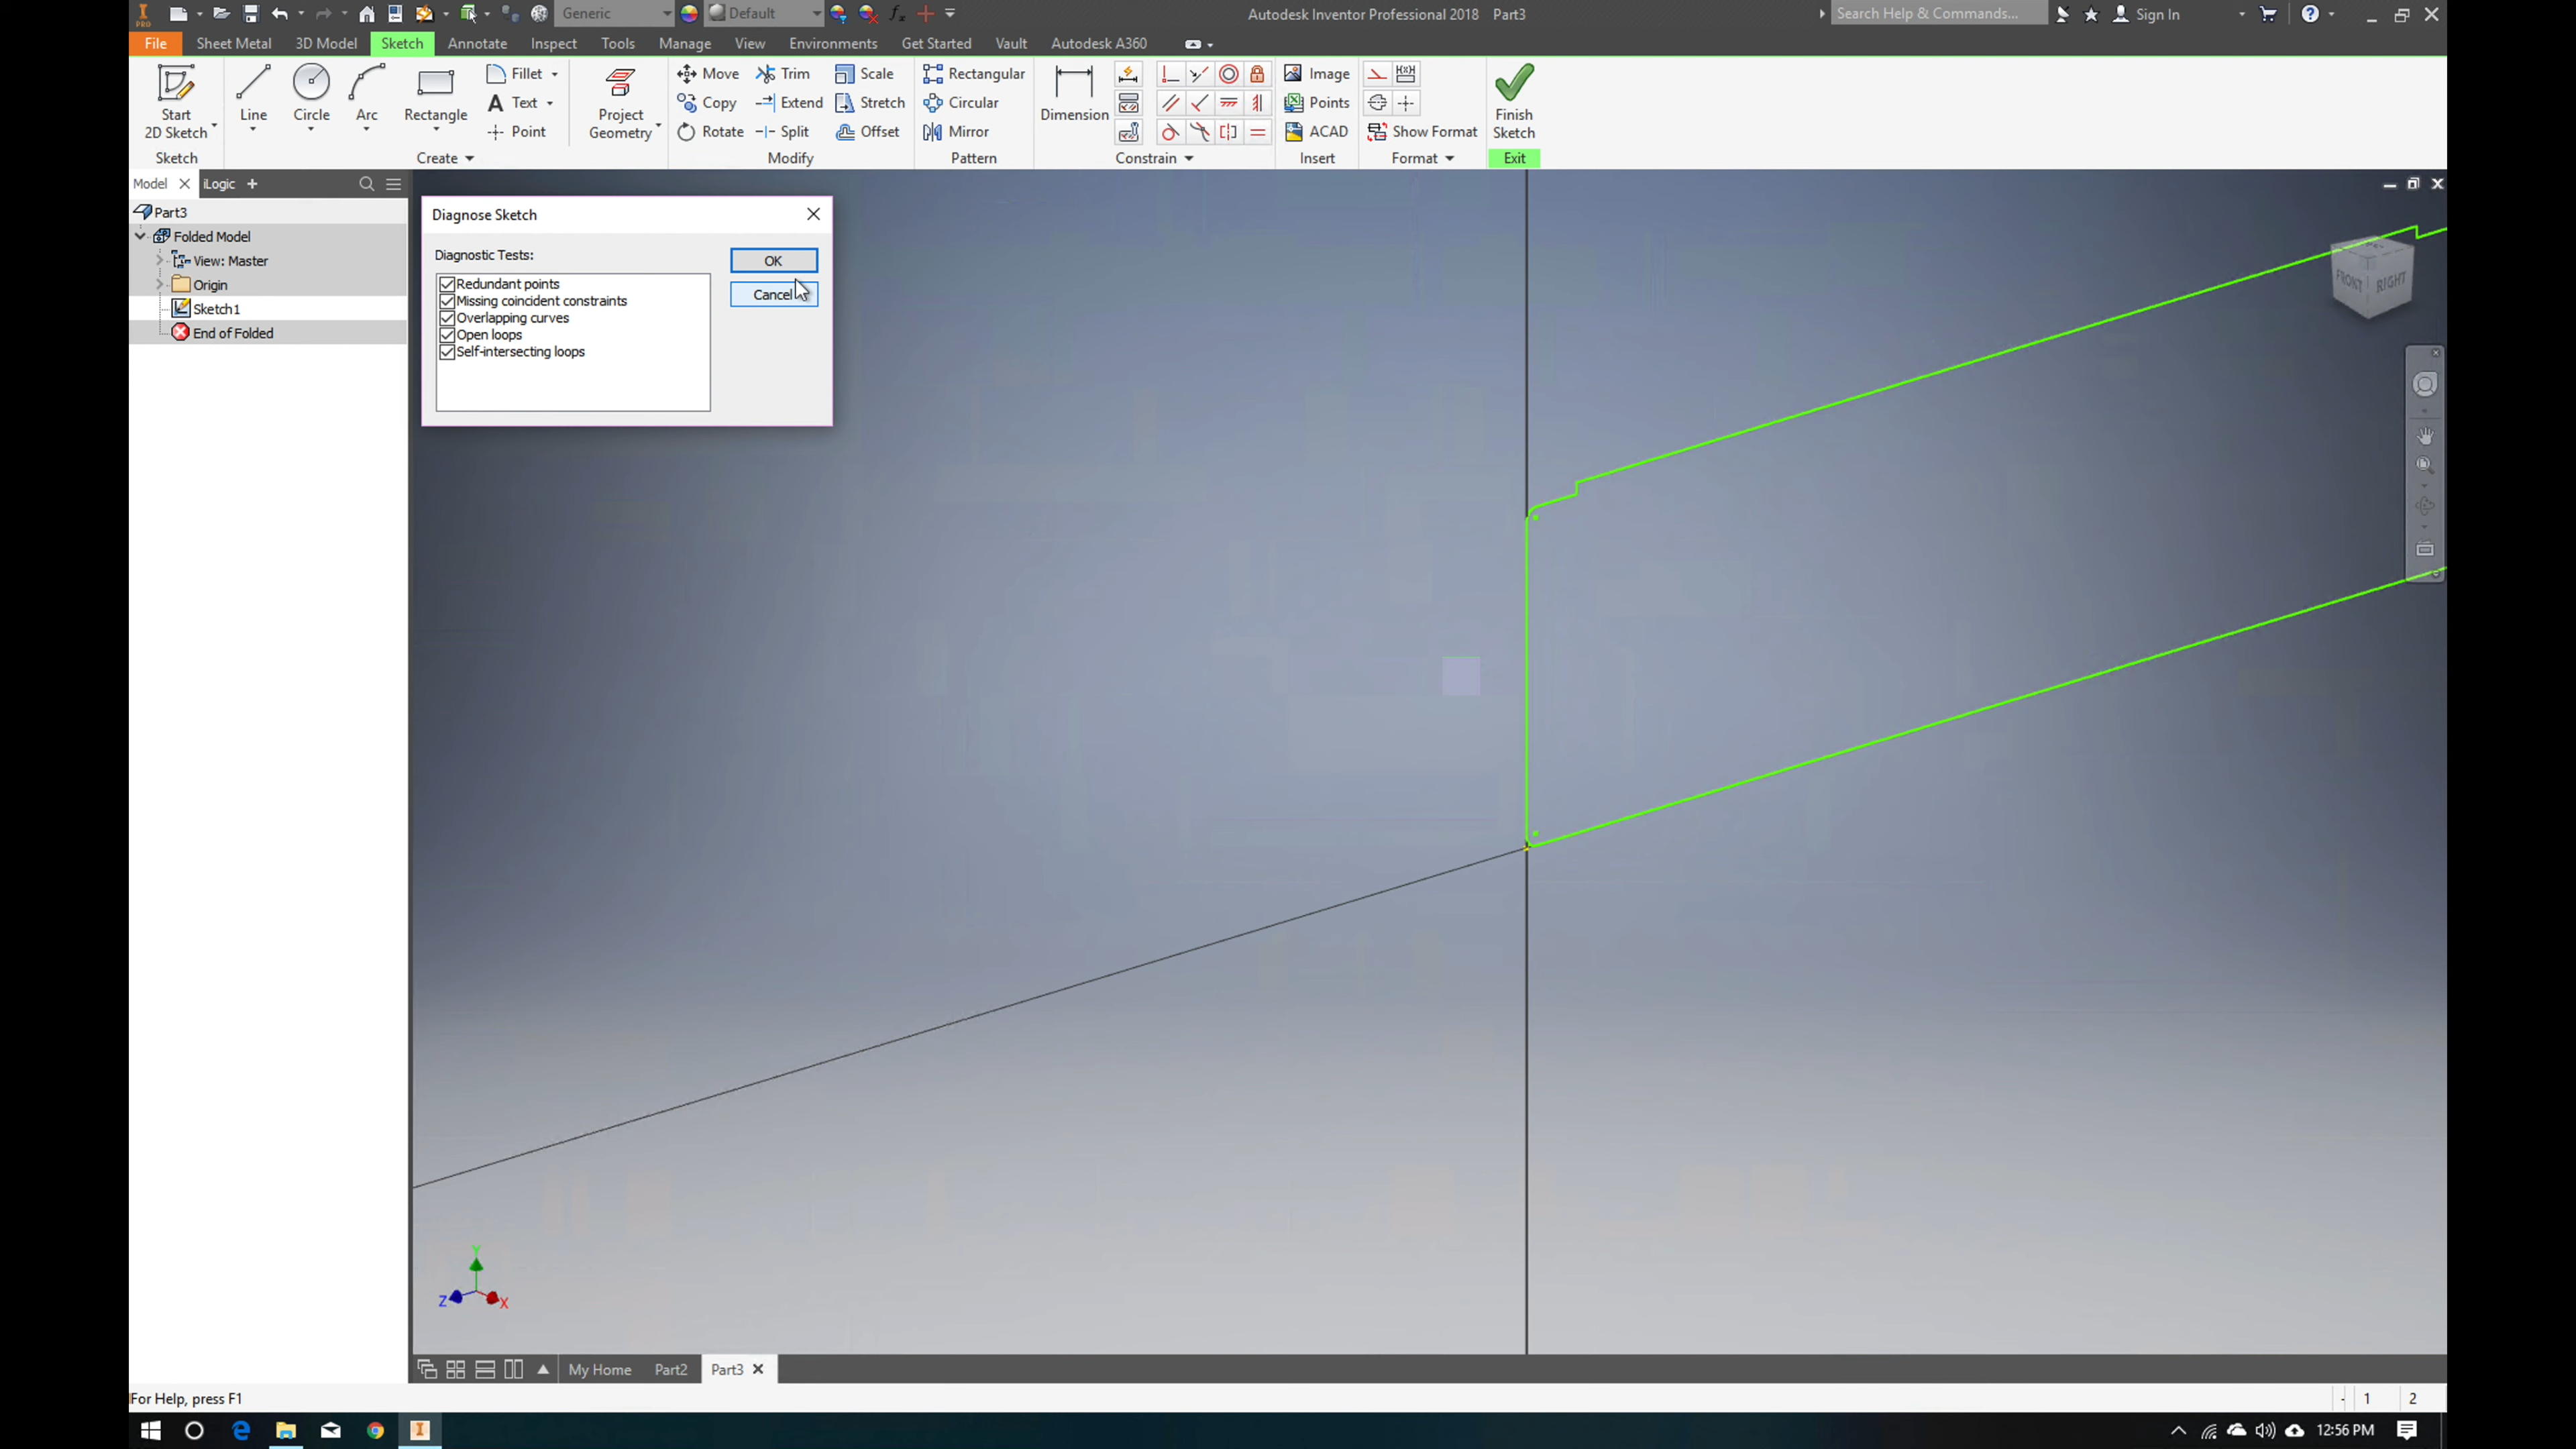 PRO
Generic
Default
fx
Autodesk Inventor Professional 2018 Part3
Search Help & Commands...
Sign In
File Sheet Metal 3D Model Sketch Annotate Inspect Tools Manage View Environments Get Started Vault Autodesk A360
Start
2D Sketch
Line
Circle
Arc
Rectangle
Fillet
Text
Point
Project
Geometry
Move Trim Scale
Copy Extend Stretch
Rotate Split Offset
Rectangular
Circular
Mirror
Dimension
Image
Points
ACAD
Show Format
Finish
Sketch
Sketch Create Modify Pattern Constrain Insert Format Exit
Model iLogic
Part3
Folded Model
View: Master
Origin
Sketch1
End of Folded
Diagnose Sketch
Diagnostic Tests:
Redundant points
Missing coincident constraints
Overlapping curves
Open loops
Self-intersecting loops
OK
Cancel
FRONT RIGHT
Y
Z X
My Home Part2 Part3
For Help, press F1
1 2
12:56 PM